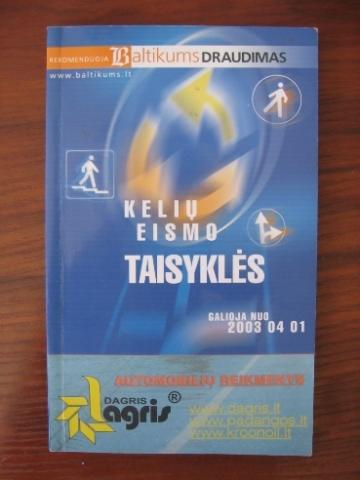 REKOMENDUOJA Baltikums DRAUDIMAS
www.baltikums.lt
KELIŲ
EISMO
TAISYKLĖS
GALIOJA NUO
2003 04 01
AUTOMOBILIŲ REIKMENYS
DAGRIS ®
dagris
www.dagris.lt
www.padangos.lt
www.kroonoil.lt